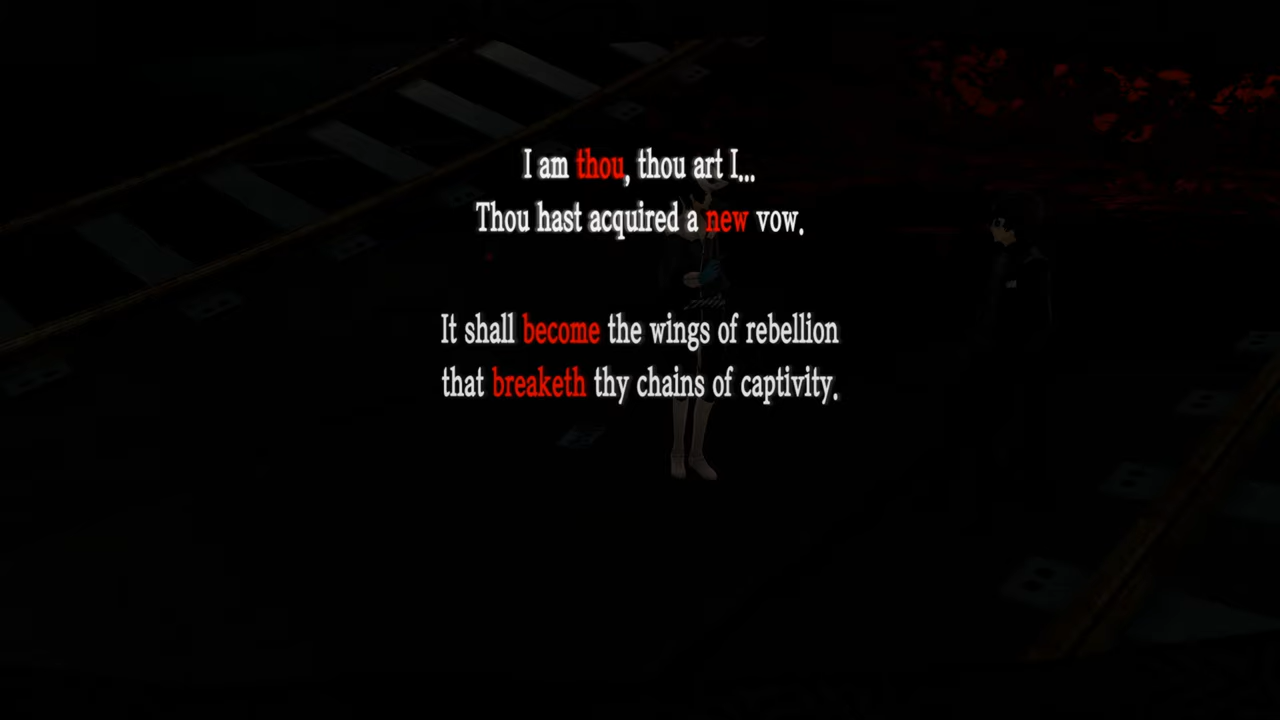 I am thou, thou art I...
Thou hast acquired a new vow.
It shall become the wings of rebellion
that breaketh thy chains of captivity.